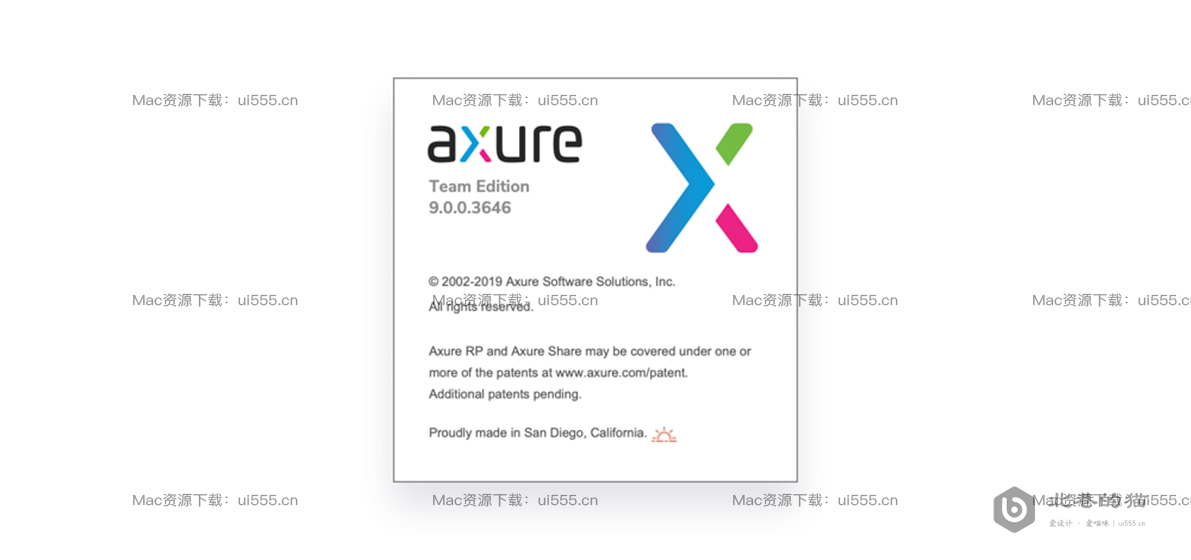 Mac资源下载：ui555.cn Mac资源下载：ui555.cn Mac资源下载：ui555.cn Mac资源下载：ui555.cn
axure
Team Edition
9.0.0.3646
© 2002-2019 Axure Software Solutions, Inc.
Mac资源下载：ui555.cn Mac资源下载：ui555.cn Mac资源下载：ui555.cn Mac资源下载：ui555.c
All rights reserved.
Axure RP and Axure Share may be covered under one or
more of the patents at www.axure.com/patent.
Additional patents pending.
Proudly made in San Diego, California.
Mac资源下载：ui555.cn Mac资源下载：ui555.cn Mac资源下载：ui555.cn Mac资源下载：ui555.c
北巷的猫
爱设计 · 爱喵咪 | ui555.cn